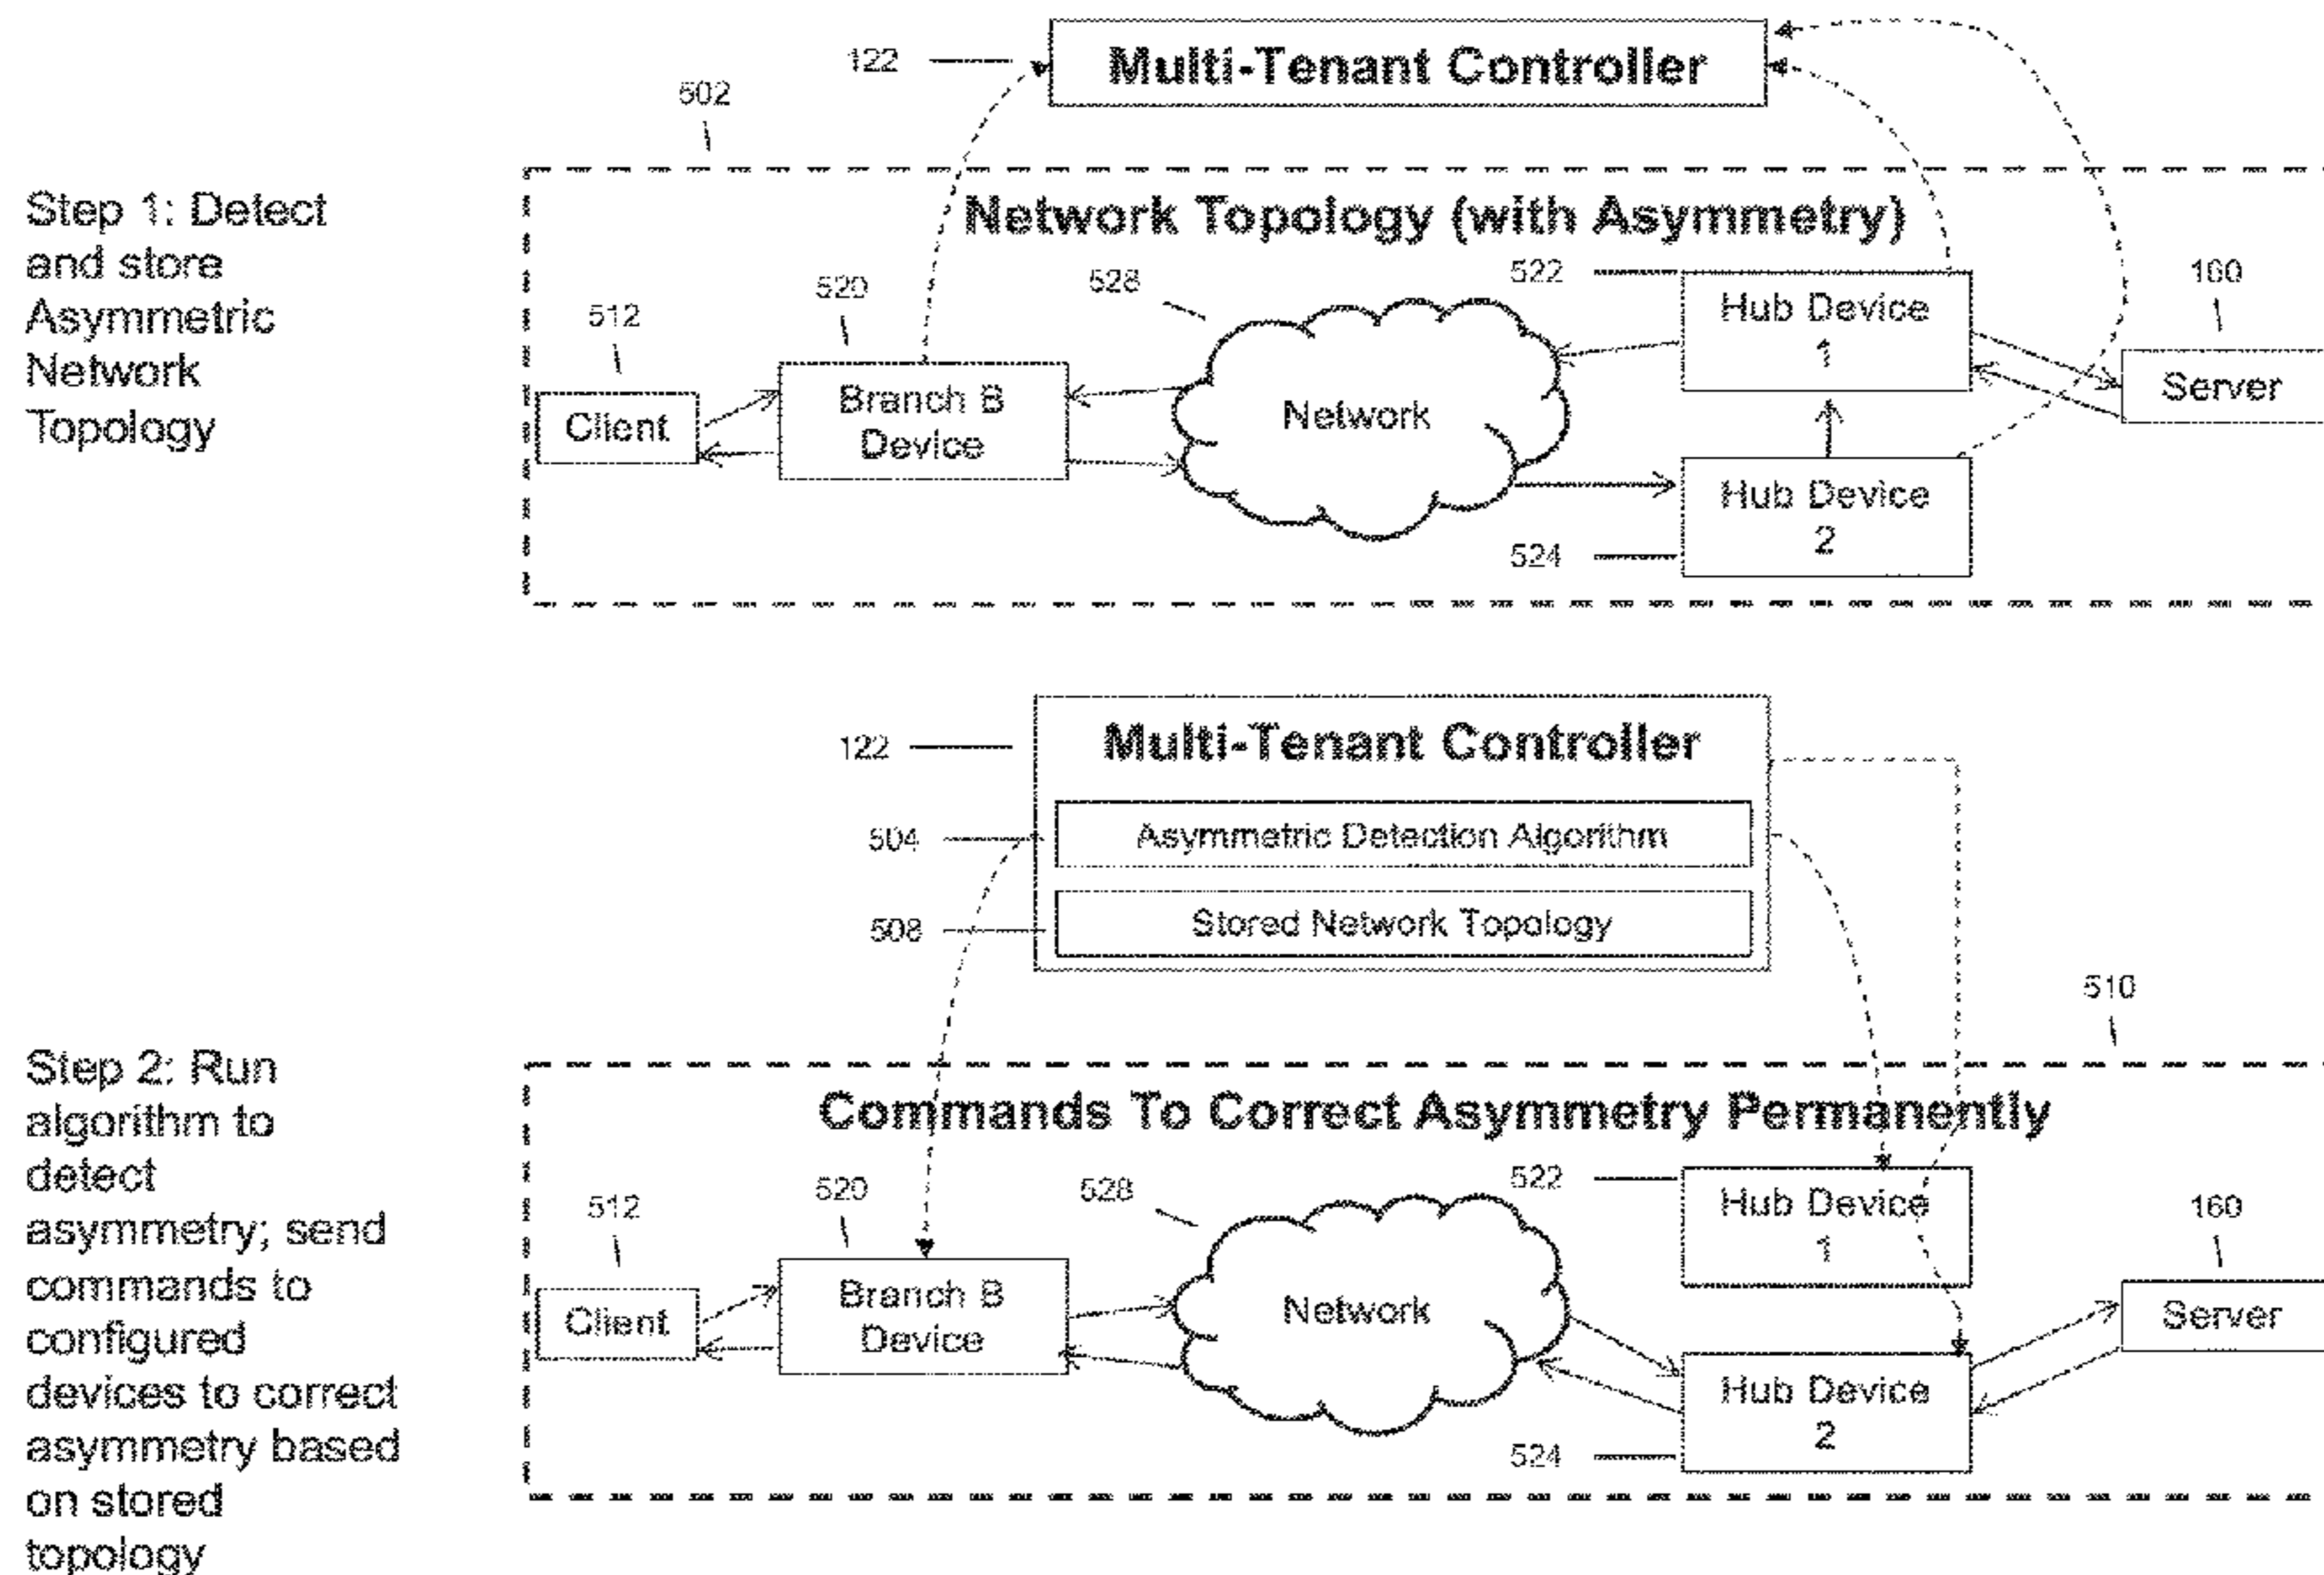 122
Multi-Tenant Controller
502
Step 1: Detect
and store
Asymmetric
Network
Topology
Network Topology (with Asymmetry)
512
520
528
522
160
Client
Branch B
Device
Network
Hub Device
1
Server
Hub Device
2
524
122
Multi-Tenant Controller
504
Asymmetric Detection Algorithm
508
Stored Network Topology
510
Step 2: Run
algorithm to
detect
asymmetry; send
commands to
configured
devices to correct
asymmetry based
on stored
topology
Commands To Correct Asymmetry Permanently
512
520
528
522
160
Client
Branch B
Device
Network
Hub Device
1
Server
Hub Device
2
524